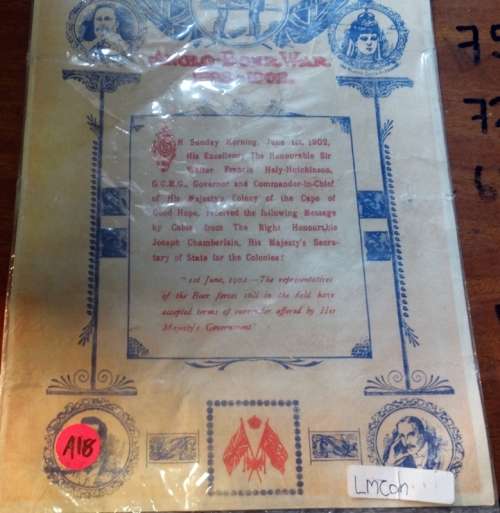 ANGLO-BOER WAR.
1899-1902.
ON Sunday Morning, June 1st, 1902,
His Excellency The Honourable Sir
Walter Francis Hely-Hutchinson,
G.C.M.G., Governor and Commander-in-Chief
of His Majesty's Colony of the Cape of
Good Hope, received the following Message
by Cable from The Right Honourable
Joseph Chamberlain, His Majesty's Secre-
tary of State for the Colonies:
"1st June, 1902—The representatives
of the Boer forces still in the field have
accepted terms of surrender offered by Her
Majesty's Government"
A18
LMCoh